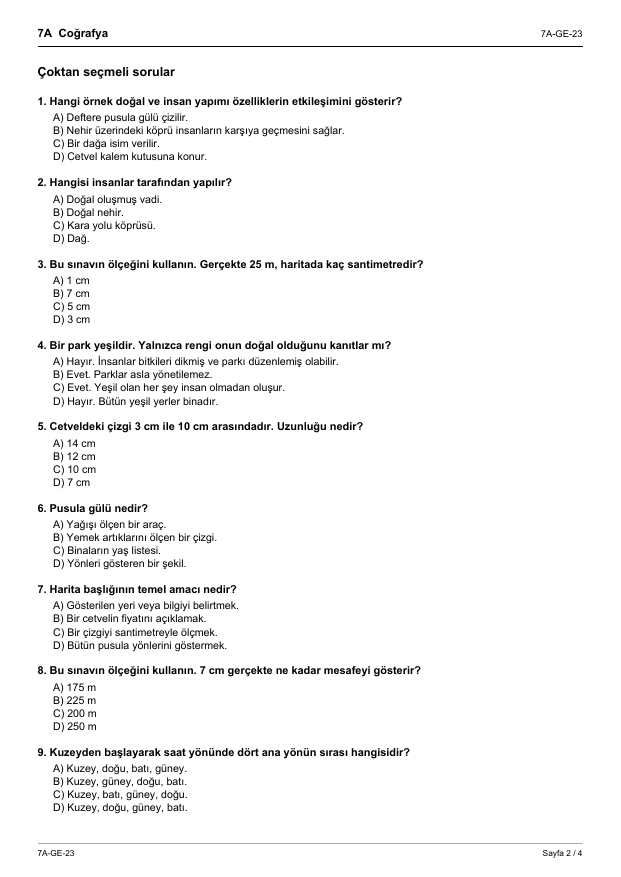 7A Coğrafya
7A-GE-23
Çoktan seçmeli sorular
1. Hangi örnek doğal ve insan yapımı özelliklerin etkileşimini gösterir?
A) Deftere pusula gülü çizilir.
B) Nehir üzerindeki köprü insanların karşıya geçmesini sağlar.
C) Bir dağa isim verilir.
D) Cetvel kalem kutusuna konur.
2. Hangisi insanlar tarafından yapılır?
A) Doğal oluşmuş vadi.
B) Doğal nehir.
C) Kara yolu köprüsü.
D) Dağ.
3. Bu sınavın ölçeğini kullanın. Gerçekte 25 m, haritada kaç santimetredir?
A) 1 cm
B) 7 cm
C) 5 cm
D) 3 cm
4. Bir park yeşildir. Yalnızca rengi onun doğal olduğunu kanıtlar mı?
A) Hayır. İnsanlar bitkileri dikmiş ve parkı düzenlemiş olabilir.
B) Evet. Parklar asla yönetilemez.
C) Evet. Yeşil olan her şey insan olmadan oluşur.
D) Hayır. Bütün yeşil yerler binadır.
5. Cetveldeki çizgi 3 cm ile 10 cm arasındadır. Uzunluğu nedir?
A) 14 cm
B) 12 cm
C) 10 cm
D) 7 cm
6. Pusula gülü nedir?
A) Yağışı ölçen bir araç.
B) Yemek artıklarını ölçen bir çizgi.
C) Binaların yaş listesi.
D) Yönleri gösteren bir şekil.
7. Harita başlığının temel amacı nedir?
A) Gösterilen yeri veya bilgiyi belirtmek.
B) Bir cetvelin fiyatını açıklamak.
C) Bir çizgiyi santimetreyle ölçmek.
D) Bütün pusula yönlerini göstermek.
8. Bu sınavın ölçeğini kullanın. 7 cm gerçekte ne kadar mesafeyi gösterir?
A) 175 m
B) 225 m
C) 200 m
D) 250 m
9. Kuzeyden başlayarak saat yönünde dört ana yönün sırası hangisidir?
A) Kuzey, doğu, batı, güney.
B) Kuzey, güney, doğu, batı.
C) Kuzey, batı, güney, doğu.
D) Kuzey, doğu, güney, batı.
7A-GE-23
Sayfa 2 / 4